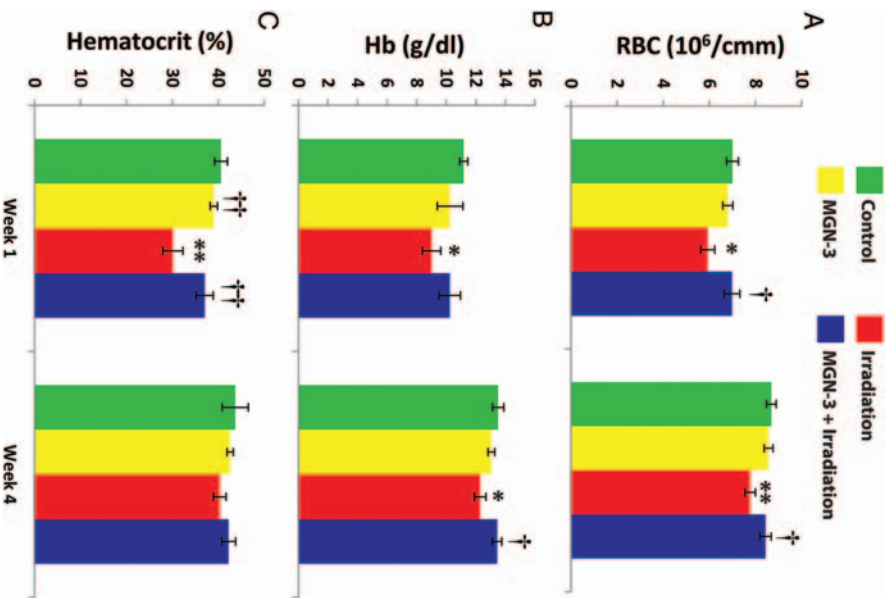 Control
Irradiation
MGN-3
MGN-3 + Irradiation
A
RBC (10⁶/cmm)
10
8
6
4
2
0
*
†
**
†
B
Hb (g/dl)
16
14
12
10
8
6
4
2
0
*
*
†
C
Hematocrit (%)
50
40
30
20
10
0
††
**
††
Week 1
Week 4